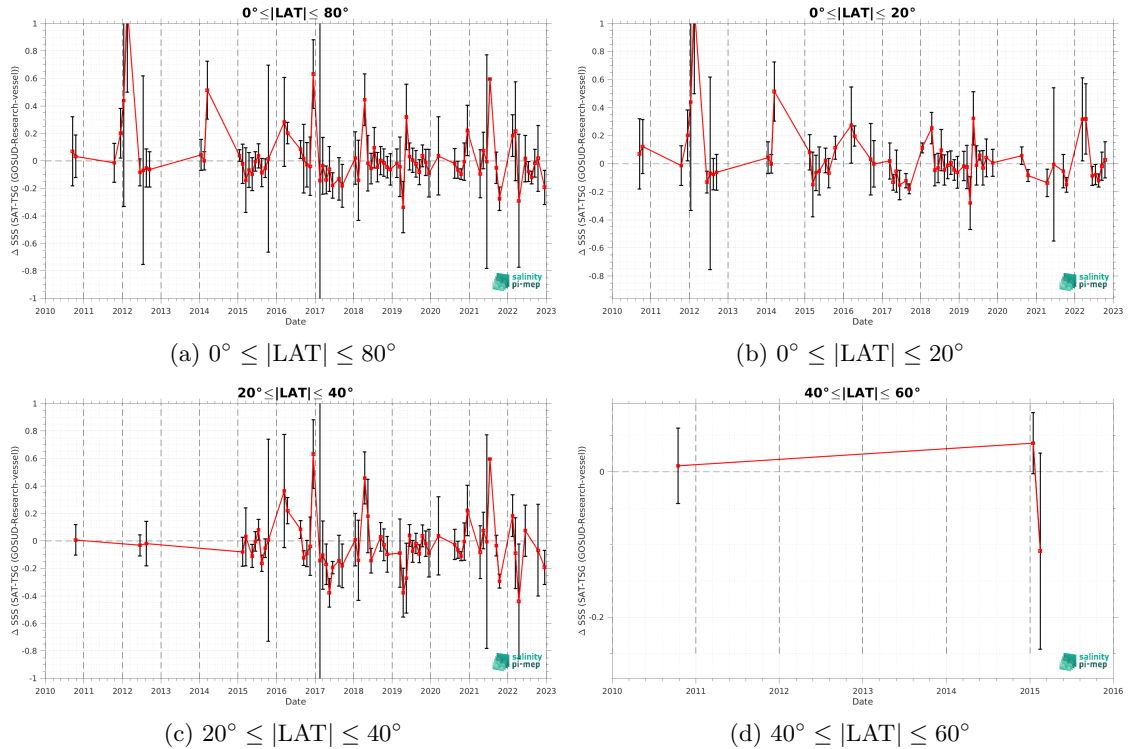 0°≤|LAT|≤ 80°
Δ SSS (SAT-TSG (GOSUD-Research-vessel))
1
0.8
0.6
0.4
0.2
0
-0.2
-0.4
-0.6
-0.8
-1
2010 2011 2012 2013 2014 2015 2016 2017 2018 2019 2020 2021 2022 2023
Date
salinity
pi-mep
(a) 0° ≤ |LAT| ≤ 80°
0°≤|LAT|≤ 20°
Δ SSS (SAT-TSG (GOSUD-Research-vessel))
1
0.8
0.6
0.4
0.2
0
-0.2
-0.4
-0.6
-0.8
2010 2011 2012 2013 2014 2015 2016 2017 2018 2019 2020 2021 2022 2023
Date
salinity
pi-mep
(b) 0° ≤ |LAT| ≤ 20°
20°≤|LAT|≤ 40°
Δ SSS (SAT-TSG (GOSUD-Research-vessel))
1
0.8
0.6
0.4
0.2
0
-0.2
-0.4
-0.6
-0.8
-1
2010 2011 2012 2013 2014 2015 2016 2017 2018 2019 2020 2021 2022 2023
Date
salinity
pi-mep
(c) 20° ≤ |LAT| ≤ 40°
40°≤|LAT|≤ 60°
Δ SSS (SAT-TSG (GOSUD-Research-vessel))
0
-0.2
2010 2011 2015 2016
Date
salinity
pi-mep
(d) 40° ≤ |LAT| ≤ 60°